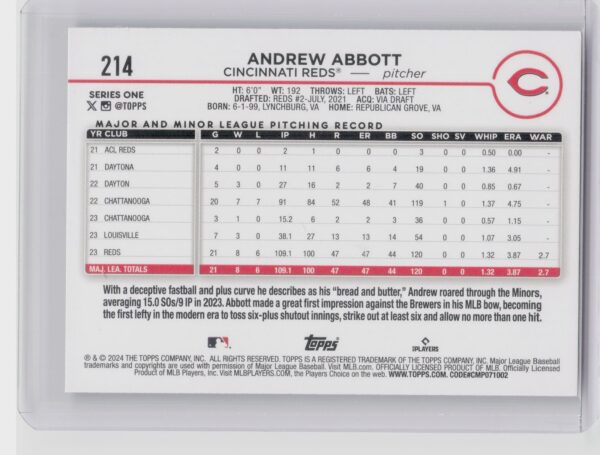 214
ANDREW ABBOTT
CINCINNATI REDS® — pitcher
C
SERIES ONE
X @TOPPS
HT: 6'0" WT: 192 THROWS: LEFT BATS: LEFT
DRAFTED: REDS #2-JULY, 2021 ACQ: VIA DRAFT
BORN: 6-1-99, LYNCHBURG, VA HOME: REPUBLICAN GROVE, VA
MAJOR AND MINOR LEAGUE PITCHING RECORD
YR CLUB G W L IP H R ER BB SO SHO SV WHIP ERA WAR
21 ACL REDS 2 0 0 2 1 0 0 0 3 0 0 0.50 0.00 -
21 DAYTONA 4 0 0 11 11 6 6 4 19 0 0 1.36 4.91 -
22 DAYTON 5 3 0 27 16 2 2 7 40 0 0 0.85 0.67 -
22 CHATTANOOGA 20 7 7 91 84 52 48 41 119 1 0 1.37 4.75 -
23 CHATTANOOGA 3 1 0 15.2 6 2 2 3 36 0 0 0.57 1.15 -
23 LOUISVILLE 7 3 0 38.1 27 13 13 14 54 0 0 1.07 3.05 -
23 REDS 21 8 6 109.1 100 47 47 44 120 0 0 1.32 3.87 2.7
MAJ. LEA. TOTALS 21 8 6 109.1 100 47 47 44 120 0 0 1.32 3.87 2.7
With a deceptive fastball and plus curve he describes as his "bread and butter," Andrew roared through the Minors,
averaging 15.0 SOs/9 IP in 2023. Abbott made a great first impression against the Brewers in his MLB bow, becoming
the first lefty in the modern era to toss six-plus shutout innings, strike out at least six and allow no more than one hit.
Topps
PLAYERS
® & © 2024 THE TOPPS COMPANY, INC. ALL RIGHTS RESERVED. TOPPS IS A REGISTERED TRADEMARK OF THE TOPPS COMPANY, INC. Major League Baseball
trademarks and copyrights are used with permission of Major League Baseball. Visit MLB.com. OFFICIALLY LICENSED PRODUCT OF MLB PLAYERS, INC. Officially Licensed
Product of MLB Players, Inc. Visit MLBPLAYERS.com, the Players Choice on the web. WWW.TOPPS.COM. CODE#CMP071002